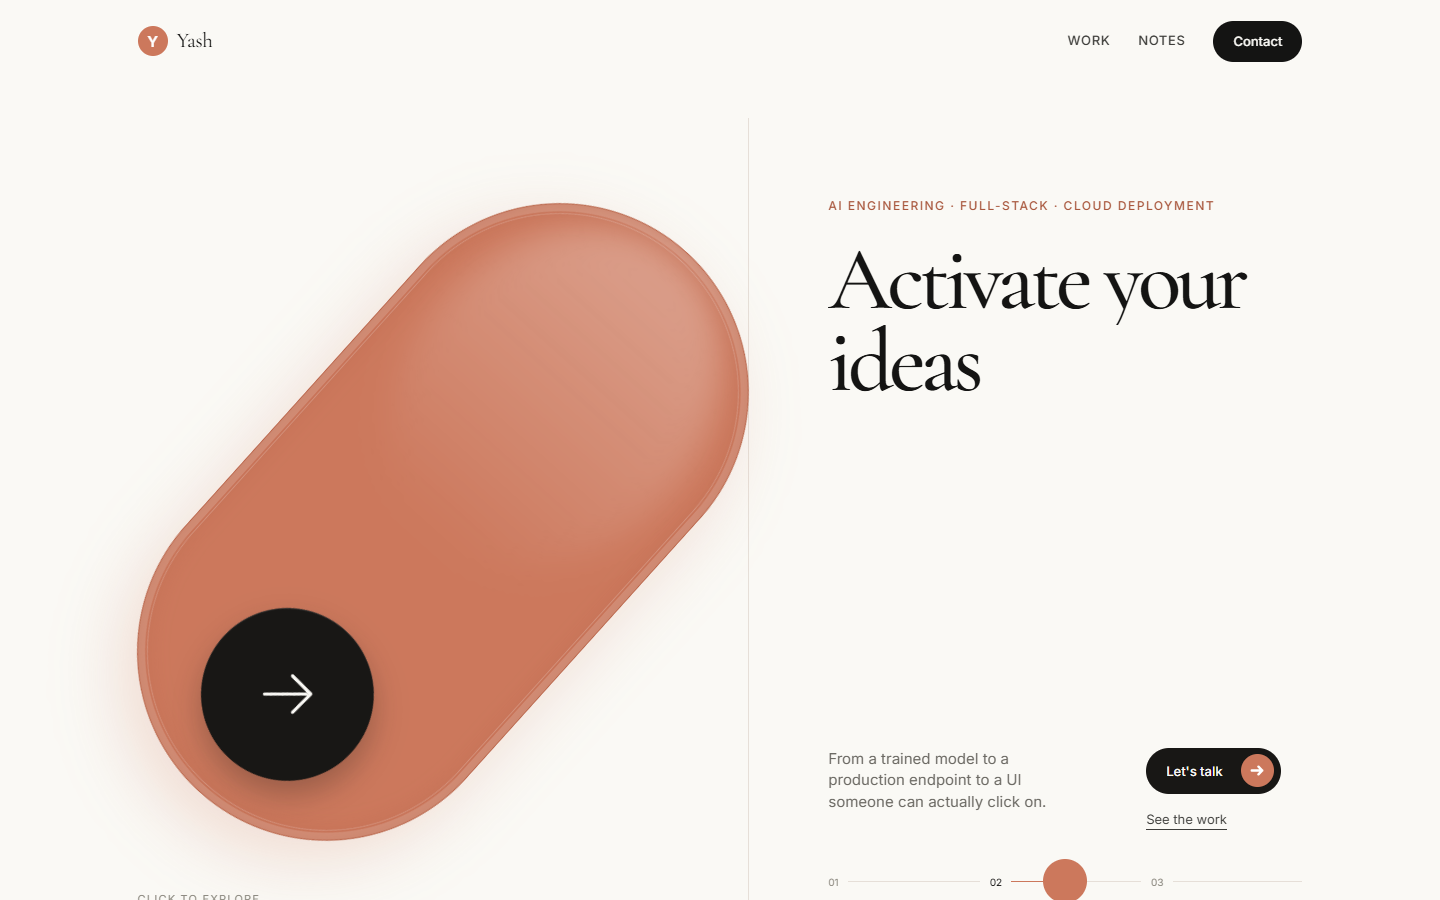 Y Yash
WORK
NOTES
Contact
AI ENGINEERING · FULL-STACK · CLOUD DEPLOYMENT
Activate your
ideas
From a trained model to a
production endpoint to a UI
someone can actually click on.
Let's talk
See the work
01
02
03
CLICK TO EXPLORE